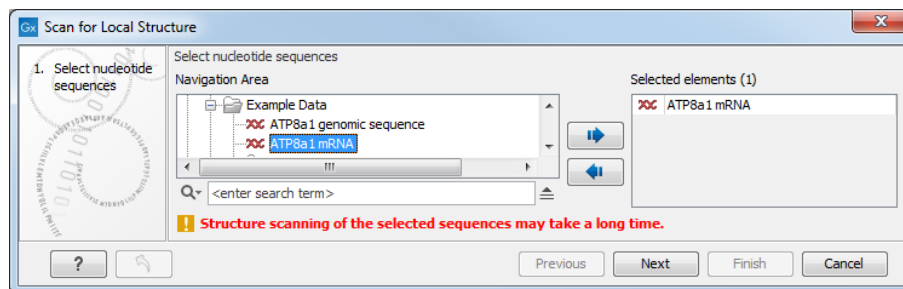 Gx Scan for Local Structure
1. Select nucleotide
sequences
Select nucleotide sequences
Navigation Area
Example Data
ATP8a1 genomic sequence
ATP8a1 mRNA
<enter search term>
Structure scanning of the selected sequences may take a long time.
Selected elements (1)
ATP8a1 mRNA
?
Previous
Next
Finish
Cancel